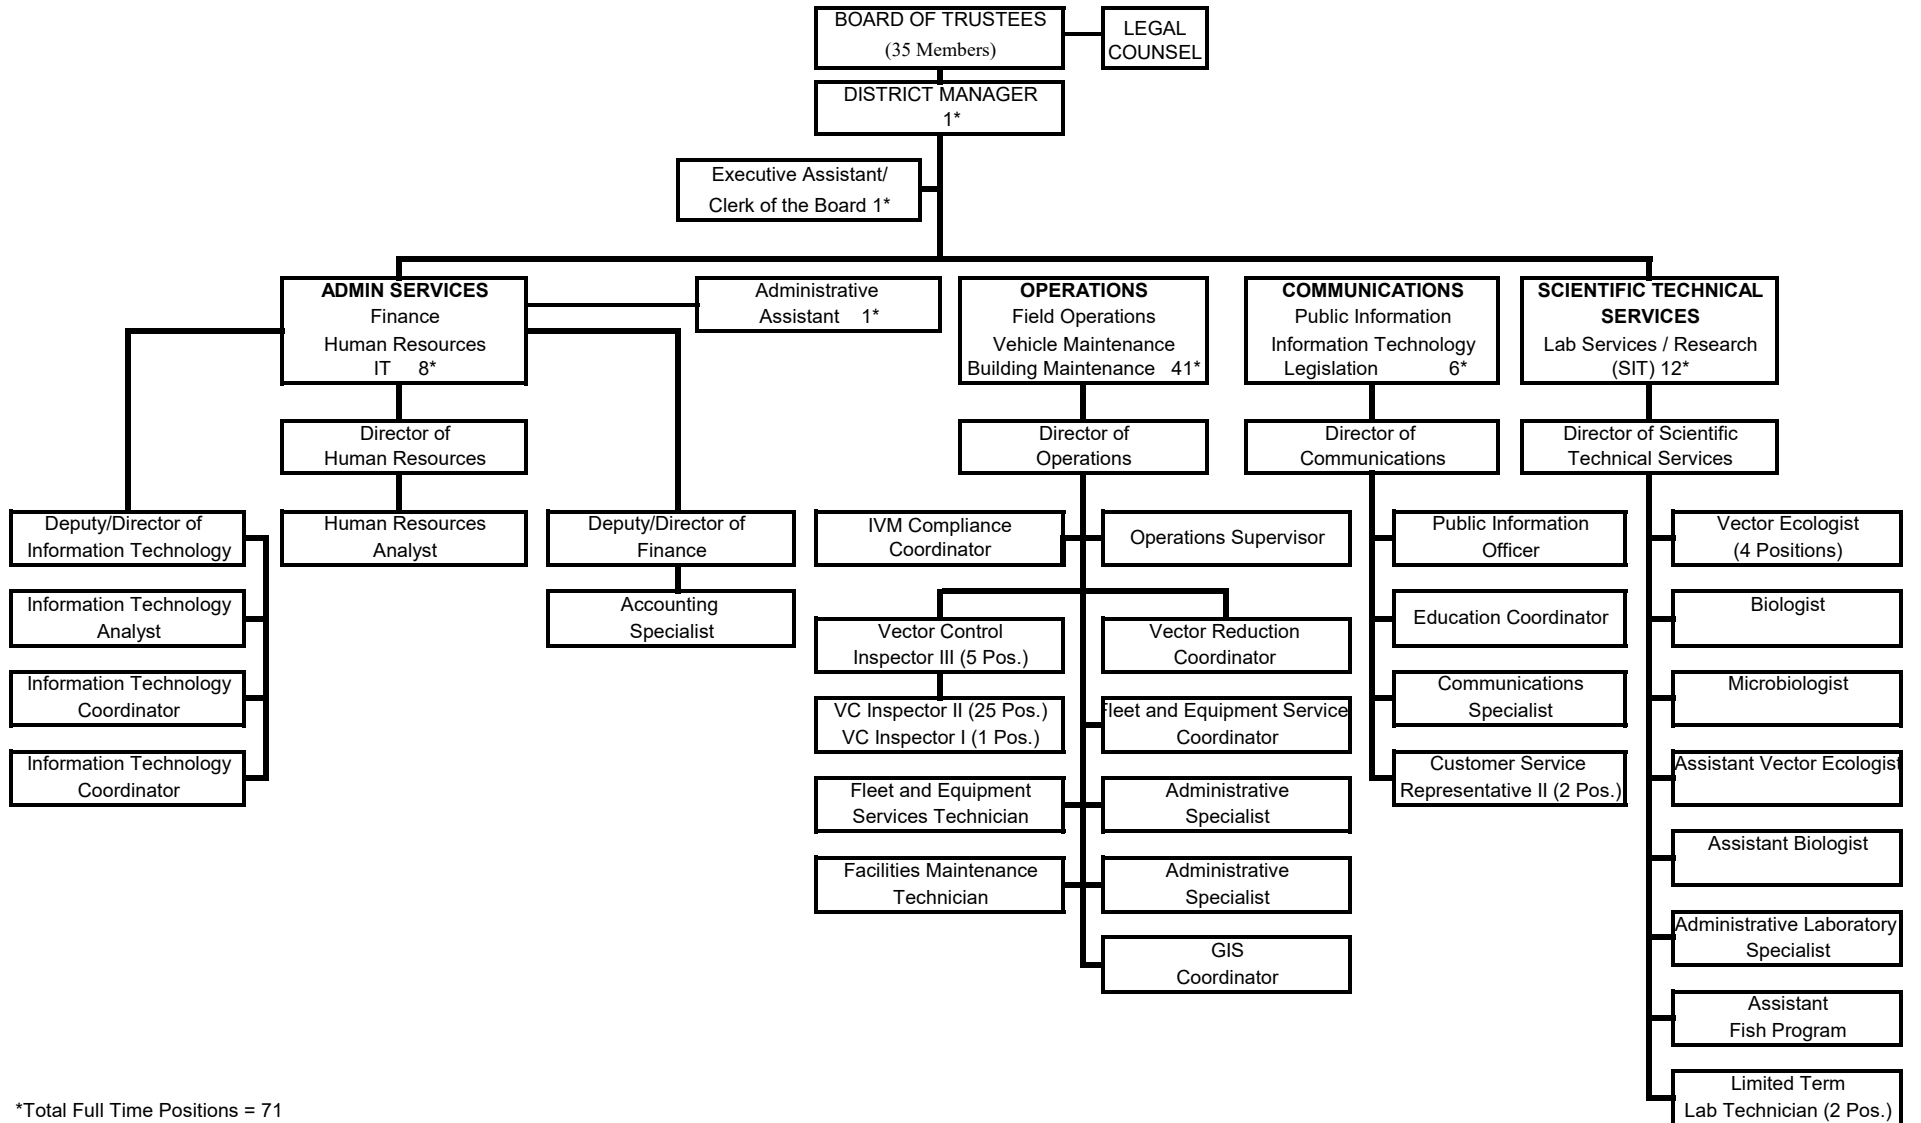 BOARD OF TRUSTEES
(35 Members)
LEGAL
COUNSEL
DISTRICT MANAGER
1*
Executive Assistant/
Clerk of the Board 1*
ADMIN SERVICES
Finance
Human Resources
IT 8*
Administrative
Assistant 1*
OPERATIONS
Field Operations
Vehicle Maintenance
Building Maintenance 41*
COMMUNICATIONS
Public Information
Information Technology
Legislation 6*
SCIENTIFIC TECHNICAL
SERVICES
Lab Services / Research
(SIT) 12*
Director of
Human Resources
Director of
Operations
Director of
Communications
Director of Scientific
Technical Services
Deputy/Director of
Information Technology
Human Resources
Analyst
Deputy/Director of
Finance
IVM Compliance
Coordinator
Operations Supervisor
Public Information
Officer
Vector Ecologist
(4 Positions)
Information Technology
Analyst
Accounting
Specialist
Vector Control
Inspector III (5 Pos.)
Vector Reduction
Coordinator
Education Coordinator
Biologist
Information Technology
Coordinator
VC Inspector II (25 Pos.)
VC Inspector I (1 Pos.)
Fleet and Equipment Service
Coordinator
Communications
Specialist
Microbiologist
Information Technology
Coordinator
Fleet and Equipment
Services Technician
Administrative
Specialist
Customer Service
Representative II (2 Pos.)
Assistant Vector Ecologist
Facilities Maintenance
Technician
Administrative
Specialist
Assistant Biologist
GIS
Coordinator
Administrative Laboratory
Specialist
Assistant
Fish Program
Limited Term
Lab Technician (2 Pos.)
*Total Full Time Positions = 71